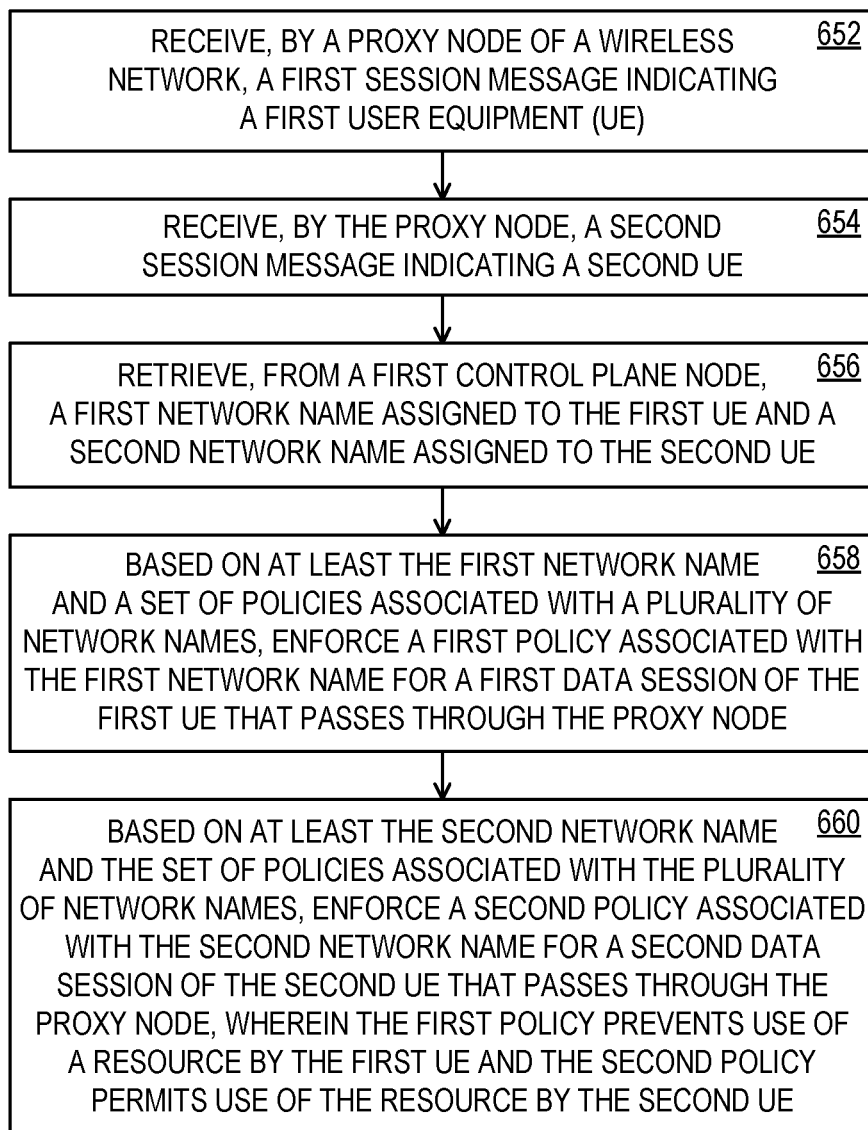 RECEIVE, BY A PROXY NODE OF A WIRELESS 652
NETWORK, A FIRST SESSION MESSAGE INDICATING
A FIRST USER EQUIPMENT (UE)
RECEIVE, BY THE PROXY NODE, A SECOND 654
SESSION MESSAGE INDICATING A SECOND UE
RETRIEVE, FROM A FIRST CONTROL PLANE NODE, 656
A FIRST NETWORK NAME ASSIGNED TO THE FIRST UE AND A
SECOND NETWORK NAME ASSIGNED TO THE SECOND UE
BASED ON AT LEAST THE FIRST NETWORK NAME 658
AND A SET OF POLICIES ASSOCIATED WITH A PLURALITY OF
NETWORK NAMES, ENFORCE A FIRST POLICY ASSOCIATED WITH
THE FIRST NETWORK NAME FOR A FIRST DATA SESSION OF THE
FIRST UE THAT PASSES THROUGH THE PROXY NODE
BASED ON AT LEAST THE SECOND NETWORK NAME 660
AND THE SET OF POLICIES ASSOCIATED WITH THE PLURALITY
OF NETWORK NAMES, ENFORCE A SECOND POLICY ASSOCIATED
WITH THE SECOND NETWORK NAME FOR A SECOND DATA
SESSION OF THE SECOND UE THAT PASSES THROUGH THE
PROXY NODE, WHEREIN THE FIRST POLICY PREVENTS USE OF
A RESOURCE BY THE FIRST UE AND THE SECOND POLICY
PERMITS USE OF THE RESOURCE BY THE SECOND UE